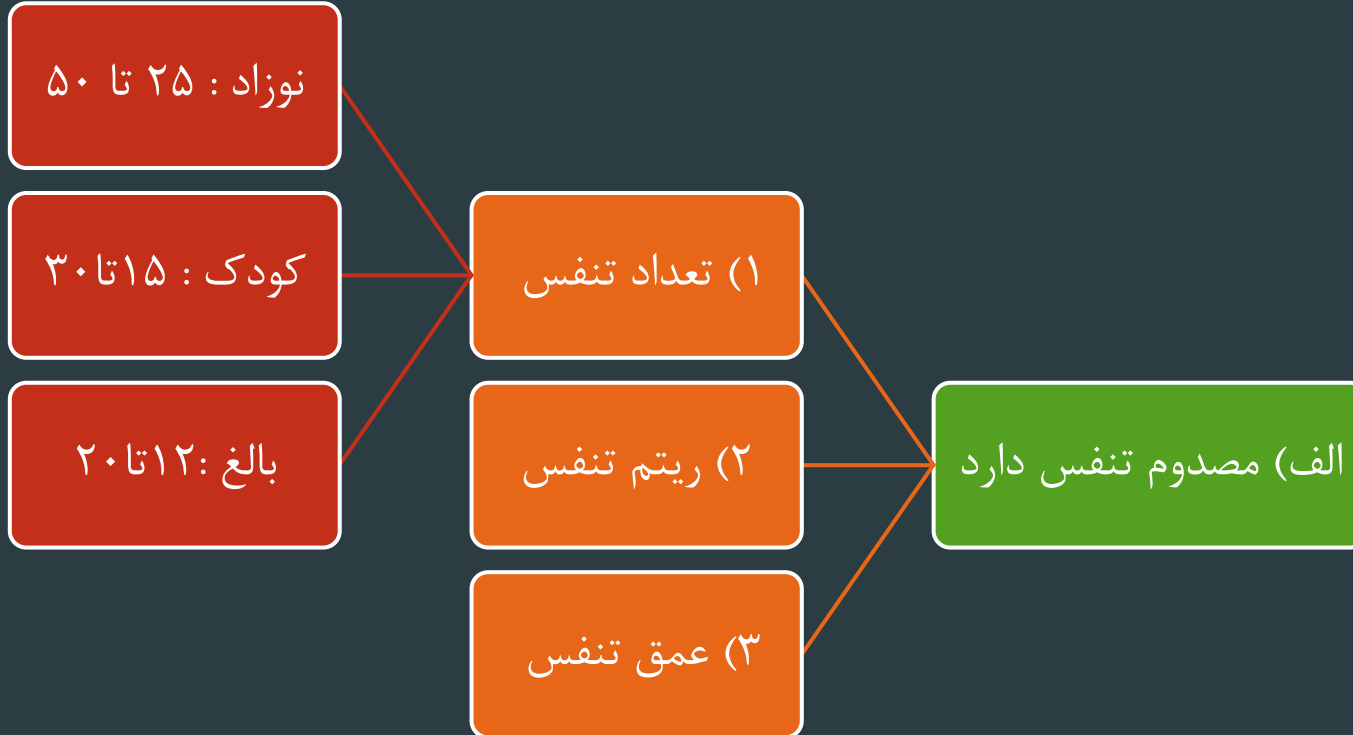 الف) مصدوم تنفس دارد
۱) تعداد تنفس
نوزاد : ۲۵ تا ۵۰
کودک : ۱۵تا۳۰
بالغ :۱۲تا۲۰
۲) ریتم تنفس
۳) عمق تنفس